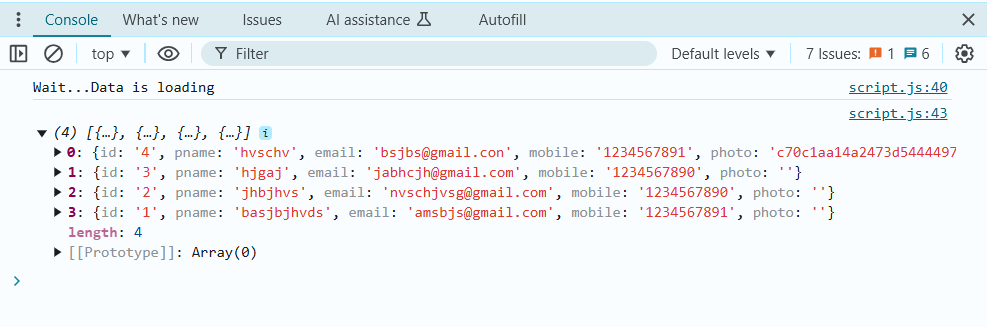 Console What's new Issues AI assistance Autofill
top Filter Default levels 7 Issues: 1 6
Wait...Data is loading script.js:40
script.js:43
(4) [{…}, {…}, {…}, {…}] i
0: {id: '4', pname: 'hvschv', email: 'bsjbs@gmail.con', mobile: '1234567891', photo: 'c70c1aa14a2473d5444497
1: {id: '3', pname: 'hjgaj', email: 'jabhcjh@gmail.com', mobile: '1234567890', photo: ''}
2: {id: '2', pname: 'jhbjhvs', email: 'nvschjvsg@gmail.com', mobile: '1234567890', photo: ''}
3: {id: '1', pname: 'basjbjhvds', email: 'amsbjs@gmail.com', mobile: '1234567891', photo: ''}
length: 4
[[Prototype]]: Array(0)